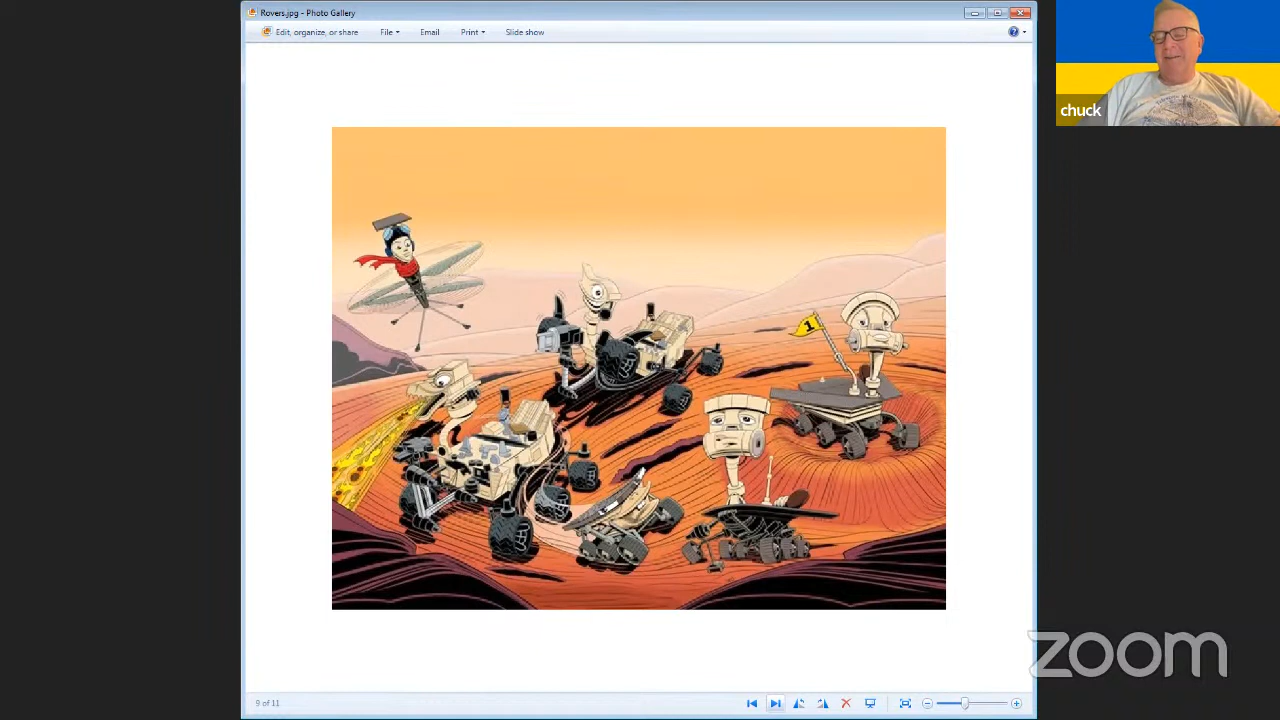 Rovers.jpg - Photo Gallery
Edit, organize, or share File Email Print Slide show
chuck
1
zoom
9 of 11